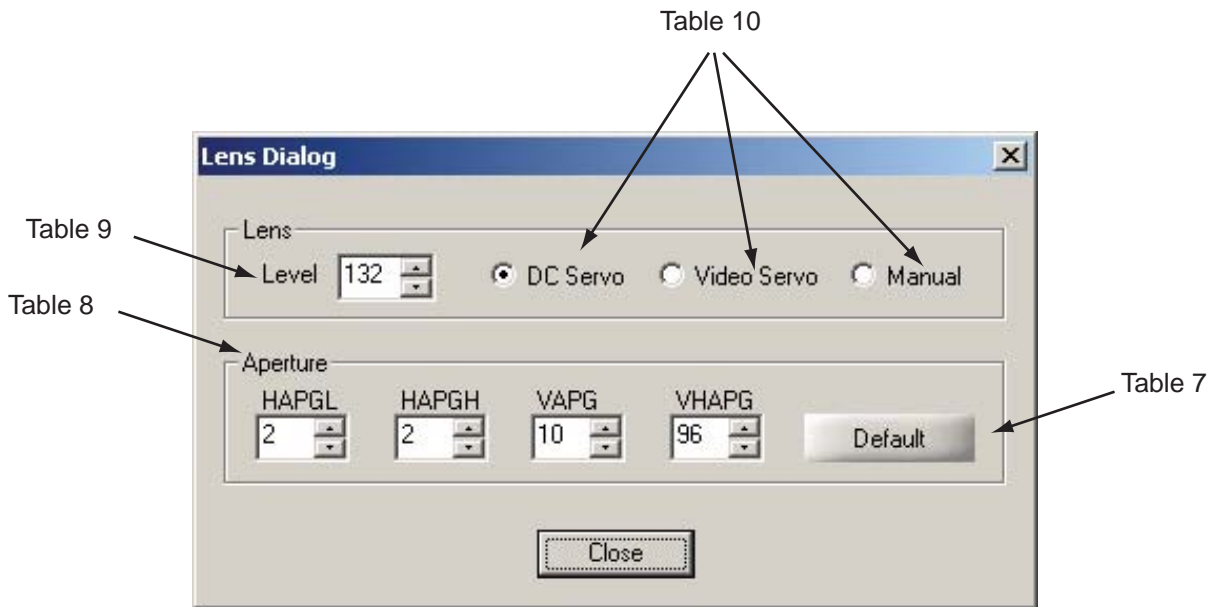 Table 10
Lens Dialog
Table 9
Lens
Level 132 DC Servo Video Servo Manual
Table 8
Aperture
HAPGL HAPGH VAPG VHAPG
Table 7
2 2 10 96 Default
Close